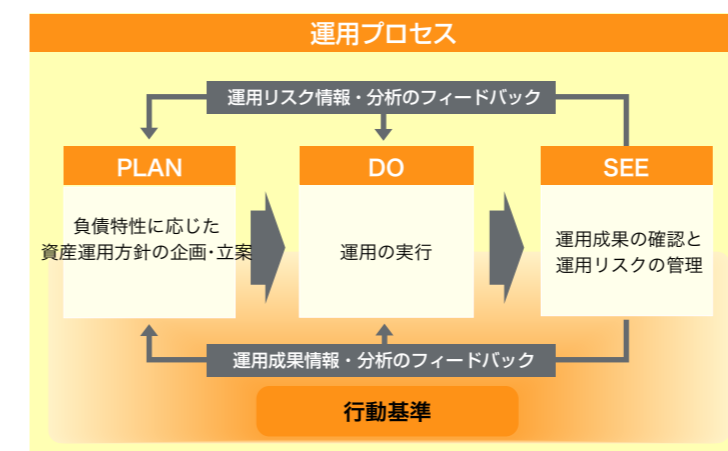 運用プロセス
運用リスク情報・分析のフィードバック
PLAN
負債特性に応じた
資産運用方針の企画･立案
DO
運用の実行
SEE
運用成果の確認と
運用リスクの管理
運用成果情報・分析のフィードバック
行動基準